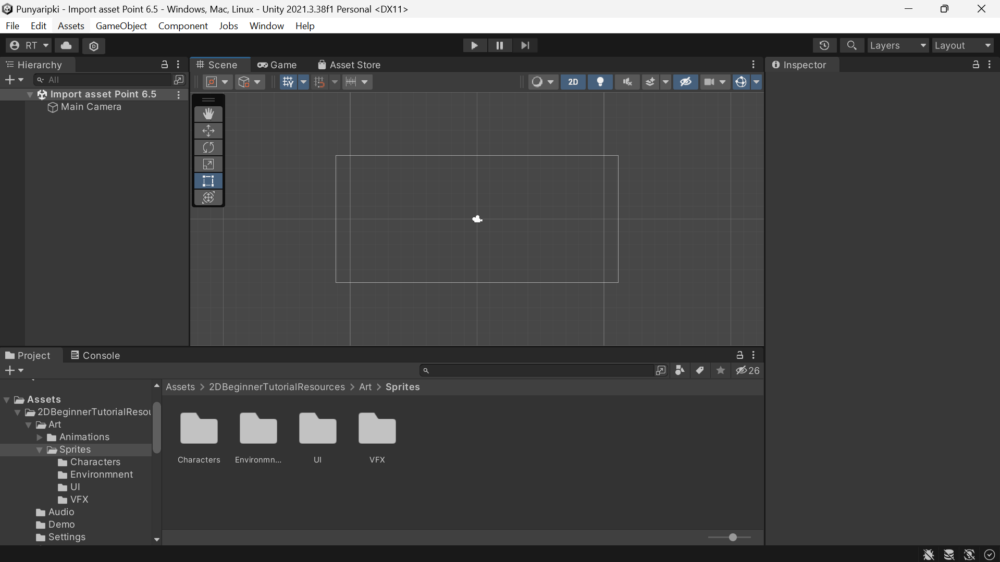 Punyaripki - Import asset Point 6.5 - Windows, Mac, Linux - Unity 2021.3.38f1 Personal <DX11>
File Edit Assets GameObject Component Jobs Window Help
RT Layers Layout
Hierarchy Scene Game Asset Store Inspector
All 2D
Import asset Point 6.5
Main Camera
Project Console
26
Assets > 2DBeginnerTutorialResources > Art > Sprites
Assets
2DBeginnerTutorialResou
Art
Animations
Sprites
Characters
Environmnent
UI
VFX
Audio
Demo
Settings
Characters Environmn... UI VFX